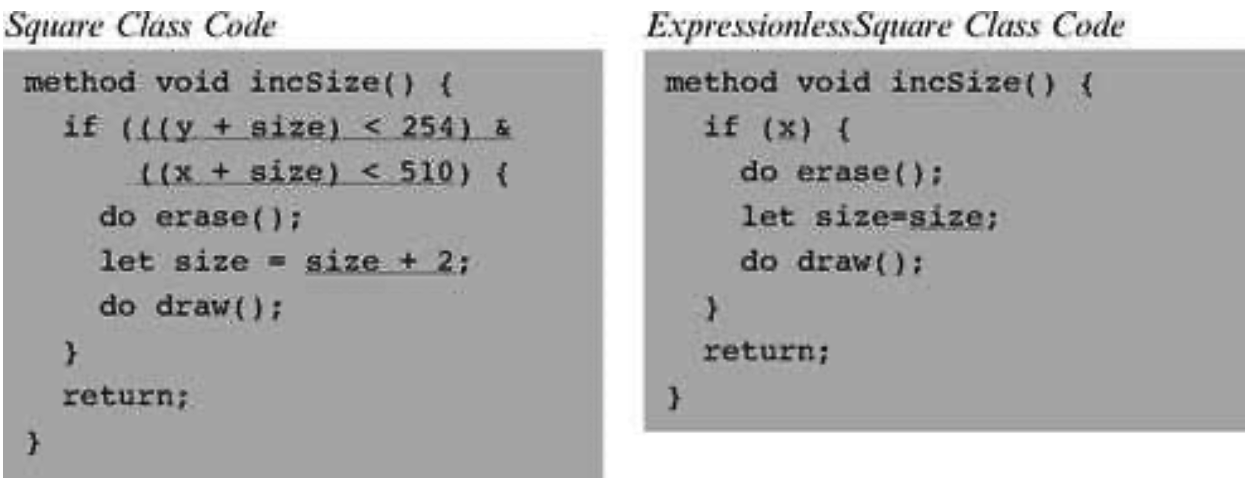 Square Class Code
method void incSize() {
if (((y + size) < 254) &
((x + size) < 510) {
do erase();
let size = size + 2;
do draw();
}
return;
}
ExpressionlessSquare Class Code
method void incSize() {
if (x) {
do erase();
let size=size;
do draw();
}
return;
}